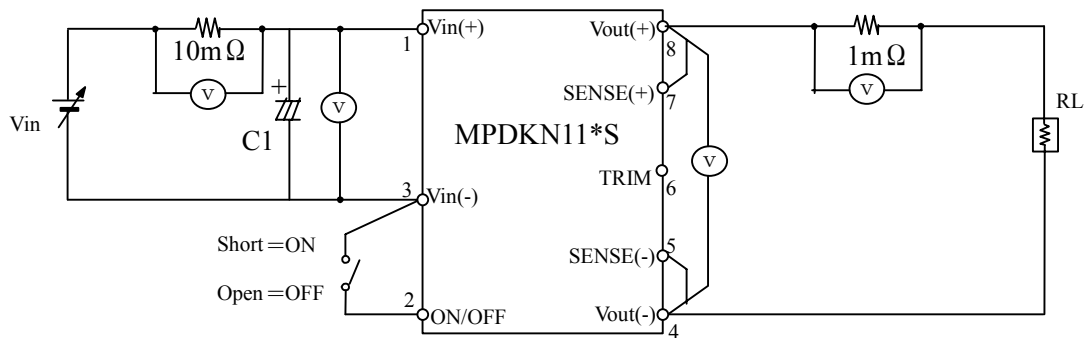 10mΩ
V
+
C1
V
Vin
1
Vin(+)
3
Vin(-)
Short＝ON
Open＝OFF
2
ON/OFF
MPDKN11*S
Vout(+)
8
SENSE(+)
7
TRIM
6
5
SENSE(-)
Vout(-)
4
V
1mΩ
V
RL